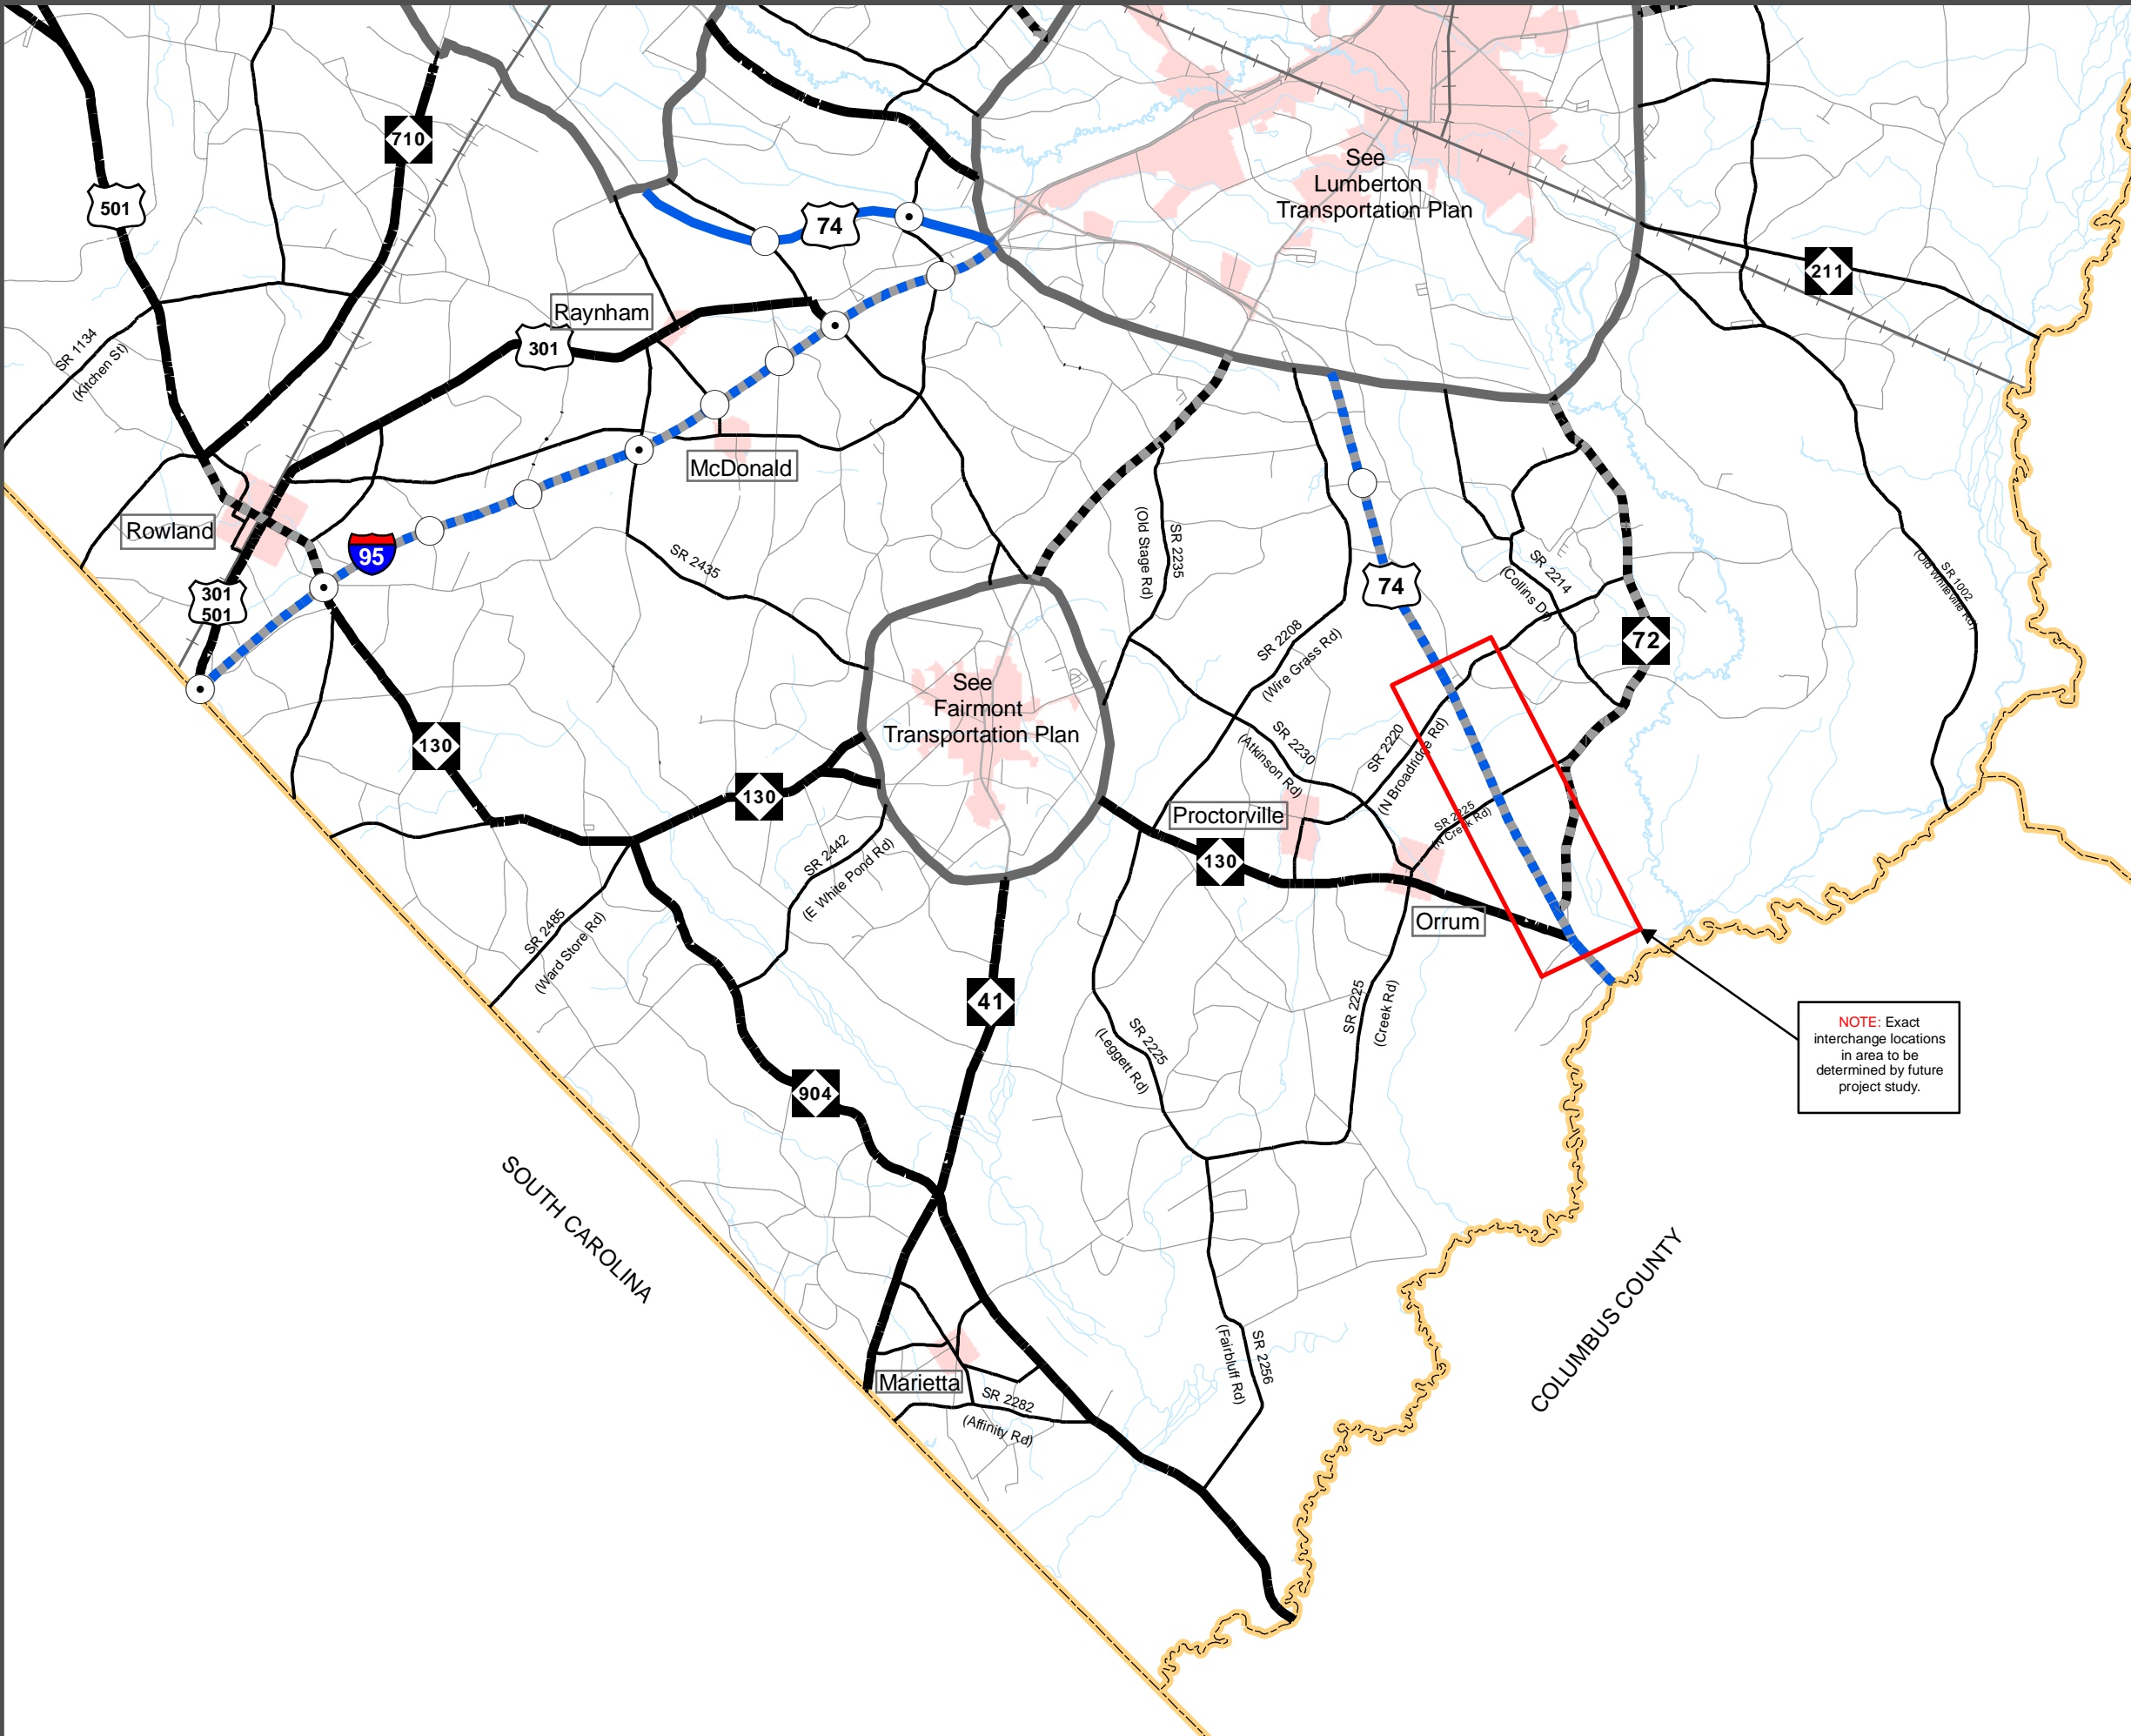 710
501
See
Lumberton
Transportation Plan
74
211
Raynham
301
SR 1134
(Kitchen St)
McDonald
Rowland
95
301
501
SR 2435
(Old Stage Rd)
SR 2235
74
SR 2214
(Collins Dr)
SR 1002
(Old Whiteville Rd)
72
SR 2208
(Wire Grass Rd)
See
Fairmont
Transportation Plan
130
SR 2230
(Atkinson Rd)
SR 2220
(N Broadridge Rd)
130
Proctorville
SR 2225
(N Creek Rd)
130
SR 2442
(E White Pond Rd)
Orrum
SR 2485
(Ward Store Rd)
41
SR 2225
(Creek Rd)
SR 2225
(Leggett Rd)
NOTE: Exact
interchange locations
in area to be
determined by future
project study.
904
SOUTH CAROLINA
COLUMBUS COUNTY
SR 2256
(Fairbluff Rd)
Marietta
SR 2282
(Affinity Rd)